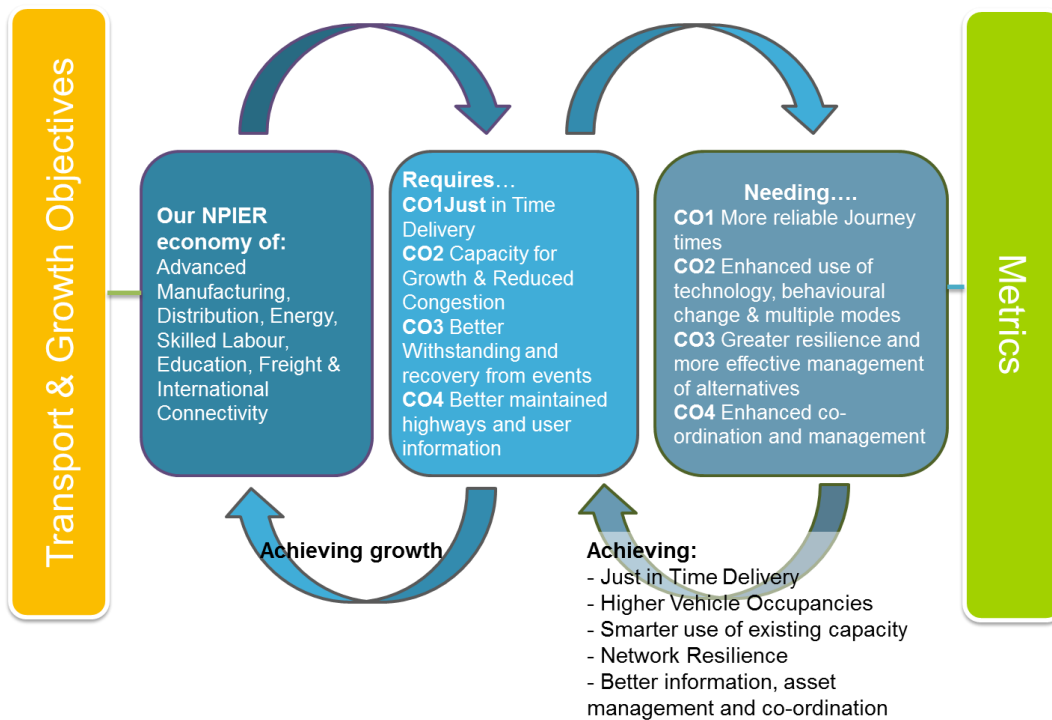 Transport & Growth Objectives
Our NPIER
economy of:
Advanced
Manufacturing,
Distribution, Energy,
Skilled Labour,
Education, Freight &
International
Connectivity
Requires…
CO1Just in Time
Delivery
CO2 Capacity for
Growth & Reduced
Congestion
CO3 Better
Withstanding and
recovery from events
CO4 Better maintained
highways and user
information
Needing….
CO1 More reliable Journey
times
CO2 Enhanced use of
technology, behavioural
change & multiple modes
CO3 Greater resilience and
more effective management
of alternatives
CO4 Enhanced co-
ordination and management
Metrics
Achieving growth
Achieving:
- Just in Time Delivery
- Higher Vehicle Occupancies
- Smarter use of existing capacity
- Network Resilience
- Better information, asset
management and co-ordination